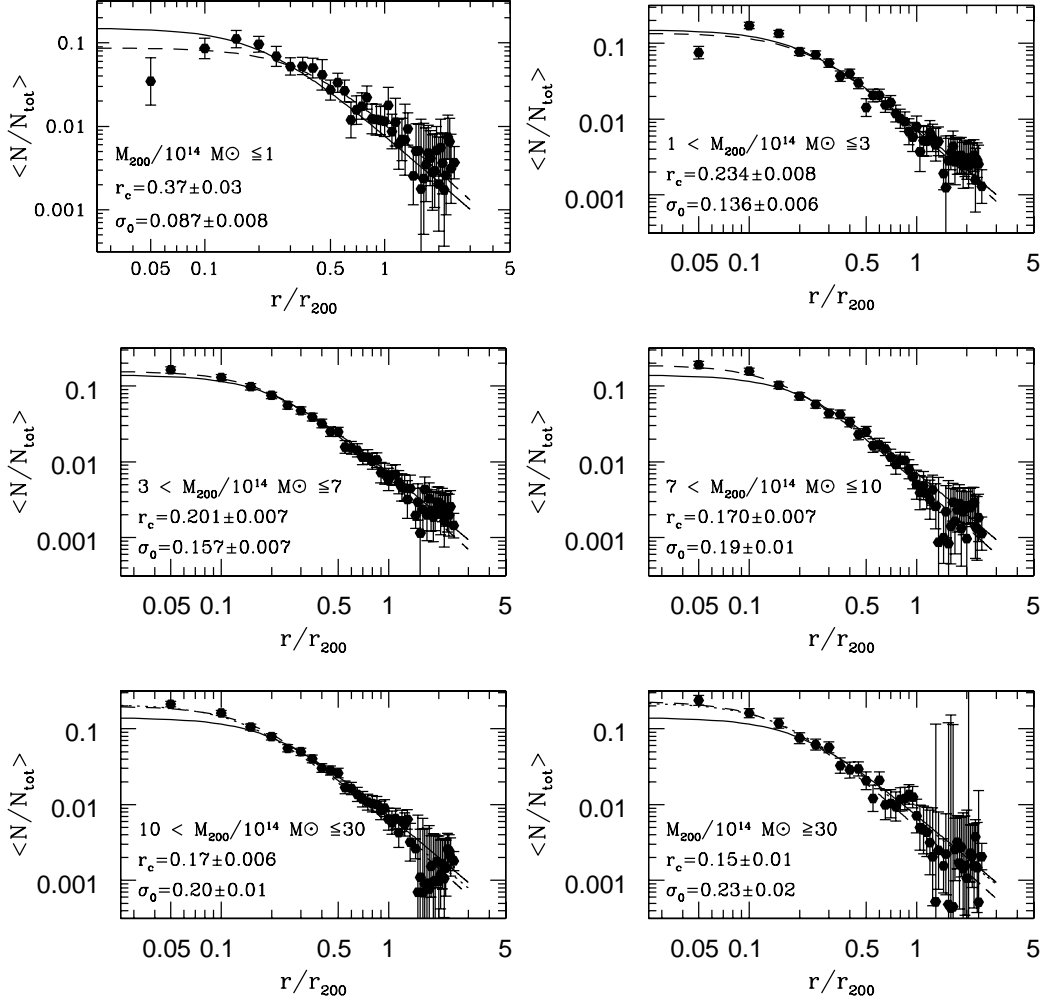 <N/N_tot>
0.1
0.01
0.001
M_200/10^14 M⊙ ≦1
r_c=0.37±0.03
σ_0=0.087±0.008
0.05 0.1 0.5 1 5
r/r_200
<N/N_tot>
0.1
0.01
0.001
1 < M_200/10^14 M⊙ ≦3
r_c=0.234±0.008
σ_0=0.136±0.006
0.05 0.1 0.5 1 5
r/r_200
<N/N_tot>
0.1
0.01
0.001
3 < M_200/10^14 M⊙ ≦7
r_c=0.201±0.007
σ_0=0.157±0.007
0.05 0.1 0.5 1 5
r/r_200
<N/N_tot>
0.1
0.01
0.001
7 < M_200/10^14 M⊙ ≦10
r_c=0.170±0.007
σ_0=0.19±0.01
0.05 0.1 0.5 1 5
r/r_200
<N/N_tot>
0.1
0.01
0.001
10 < M_200/10^14 M⊙ ≦30
r_c=0.17±0.006
σ_0=0.20±0.01
0.05 0.1 0.5 1 5
r/r_200
<N/N_tot>
0.1
0.01
0.001
M_200/10^14 M⊙ ≧30
r_c=0.15±0.01
σ_0=0.23±0.02
0.05 0.1 0.5 1 5
r/r_200